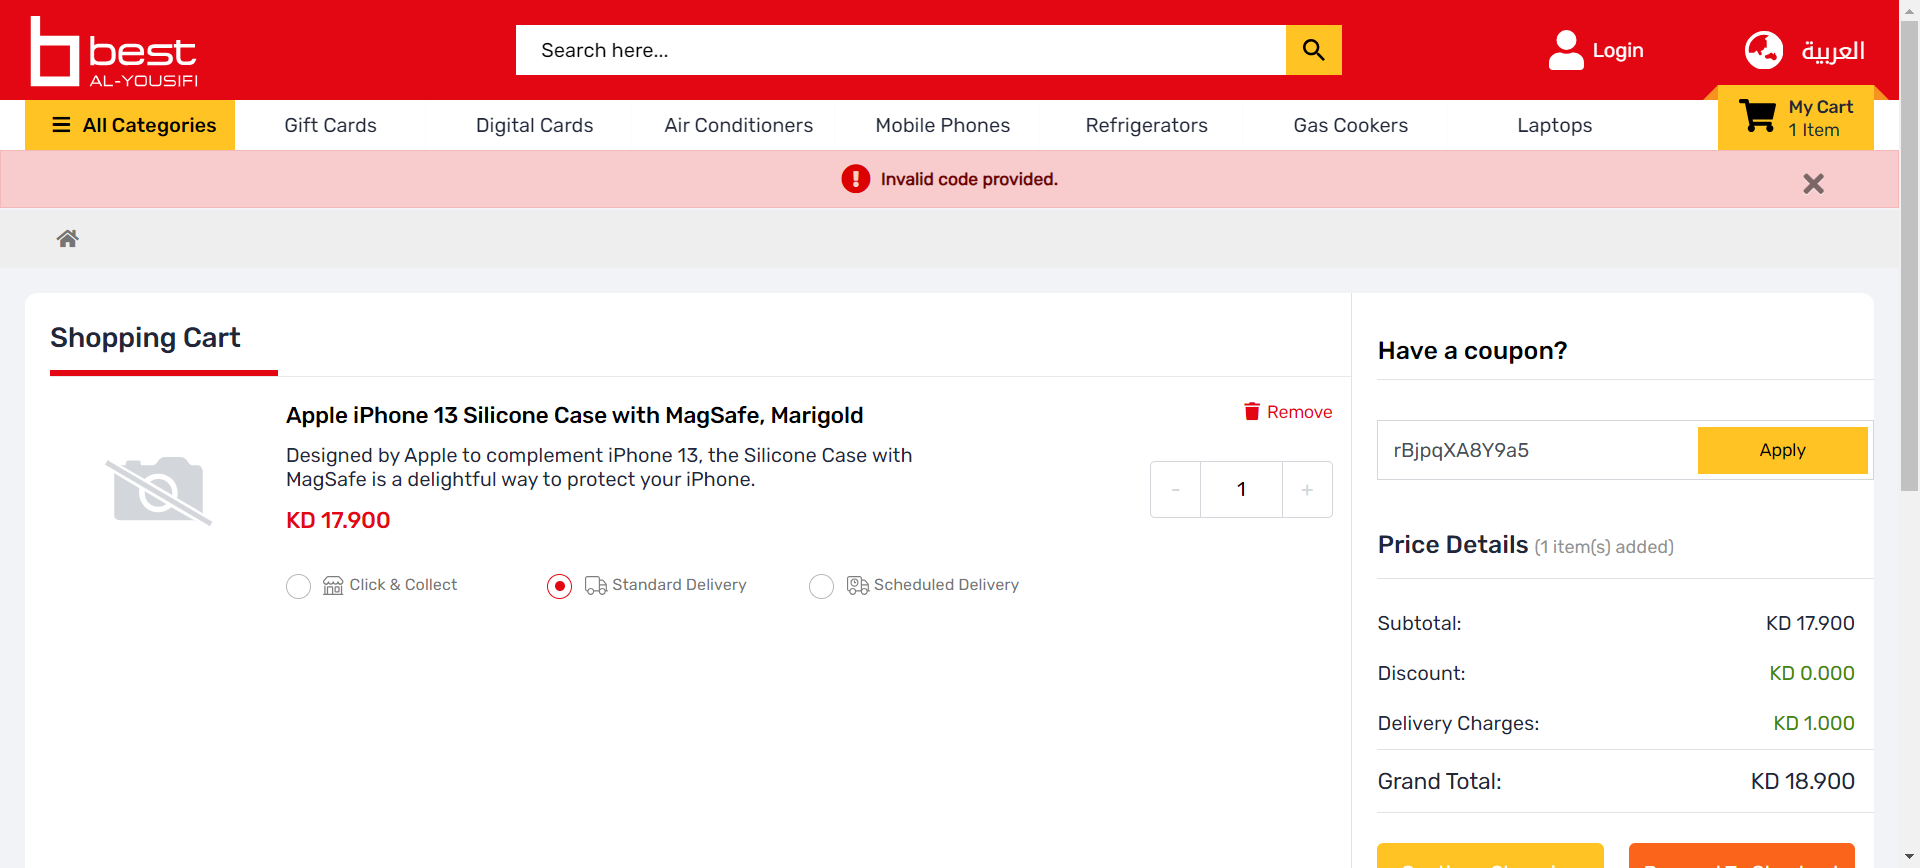 best
AL-YOUSIFI
Search here...
Login
العربية
All Categories
Gift Cards
Digital Cards
Air Conditioners
Mobile Phones
Refrigerators
Gas Cookers
Laptops
My Cart
1 Item
Invalid code provided.
Shopping Cart
Apple iPhone 13 Silicone Case with MagSafe, Marigold
Remove
Designed by Apple to complement iPhone 13, the Silicone Case with
MagSafe is a delightful way to protect your iPhone.
- 1 +
KD 17.900
Click & Collect
Standard Delivery
Scheduled Delivery
Have a coupon?
rBjpqXA8Y9a5
Apply
Price Details (1 item(s) added)
Subtotal: KD 17.900
Discount: KD 0.000
Delivery Charges: KD 1.000
Grand Total: KD 18.900